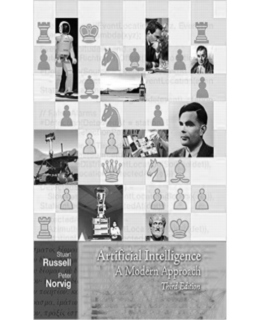 Stuart
Russell
Peter
Norvig
Artificial Intelligence
A Modern Approach
Third Edition